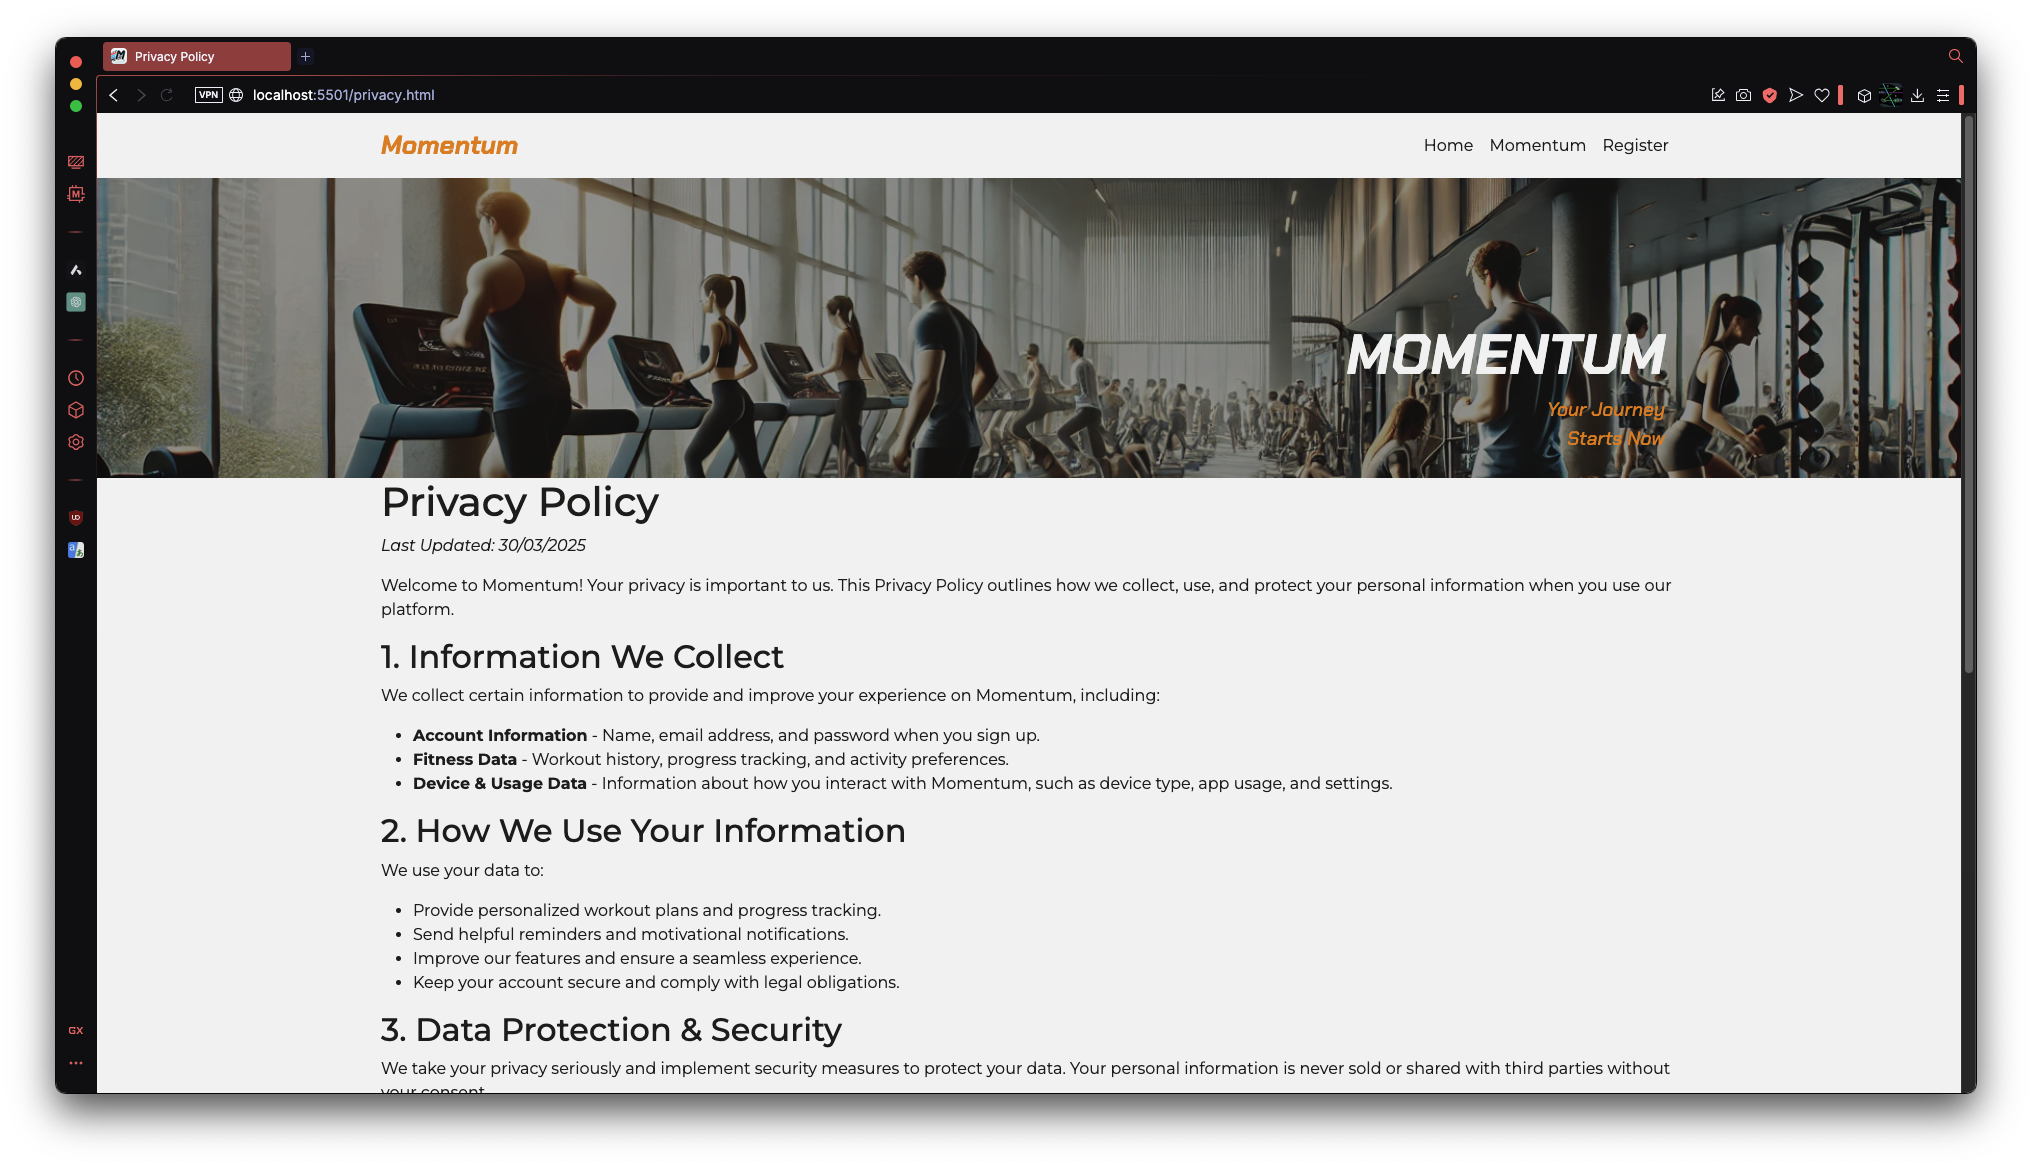 Privacy Policy
VPN
localhost:5501/privacy.html
Momentum
Home Momentum Register
MOMENTUM
Your Journey
Starts Now
Privacy Policy
Last Updated: 30/03/2025
Welcome to Momentum! Your privacy is important to us. This Privacy Policy outlines how we collect, use, and protect your personal information when you use our
platform.
1. Information We Collect
We collect certain information to provide and improve your experience on Momentum, including:
• Account Information - Name, email address, and password when you sign up.
• Fitness Data - Workout history, progress tracking, and activity preferences.
• Device & Usage Data - Information about how you interact with Momentum, such as device type, app usage, and settings.
2. How We Use Your Information
We use your data to:
• Provide personalized workout plans and progress tracking.
• Send helpful reminders and motivational notifications.
• Improve our features and ensure a seamless experience.
• Keep your account secure and comply with legal obligations.
3. Data Protection & Security
We take your privacy seriously and implement security measures to protect your data. Your personal information is never sold or shared with third parties without
your consent.
GX